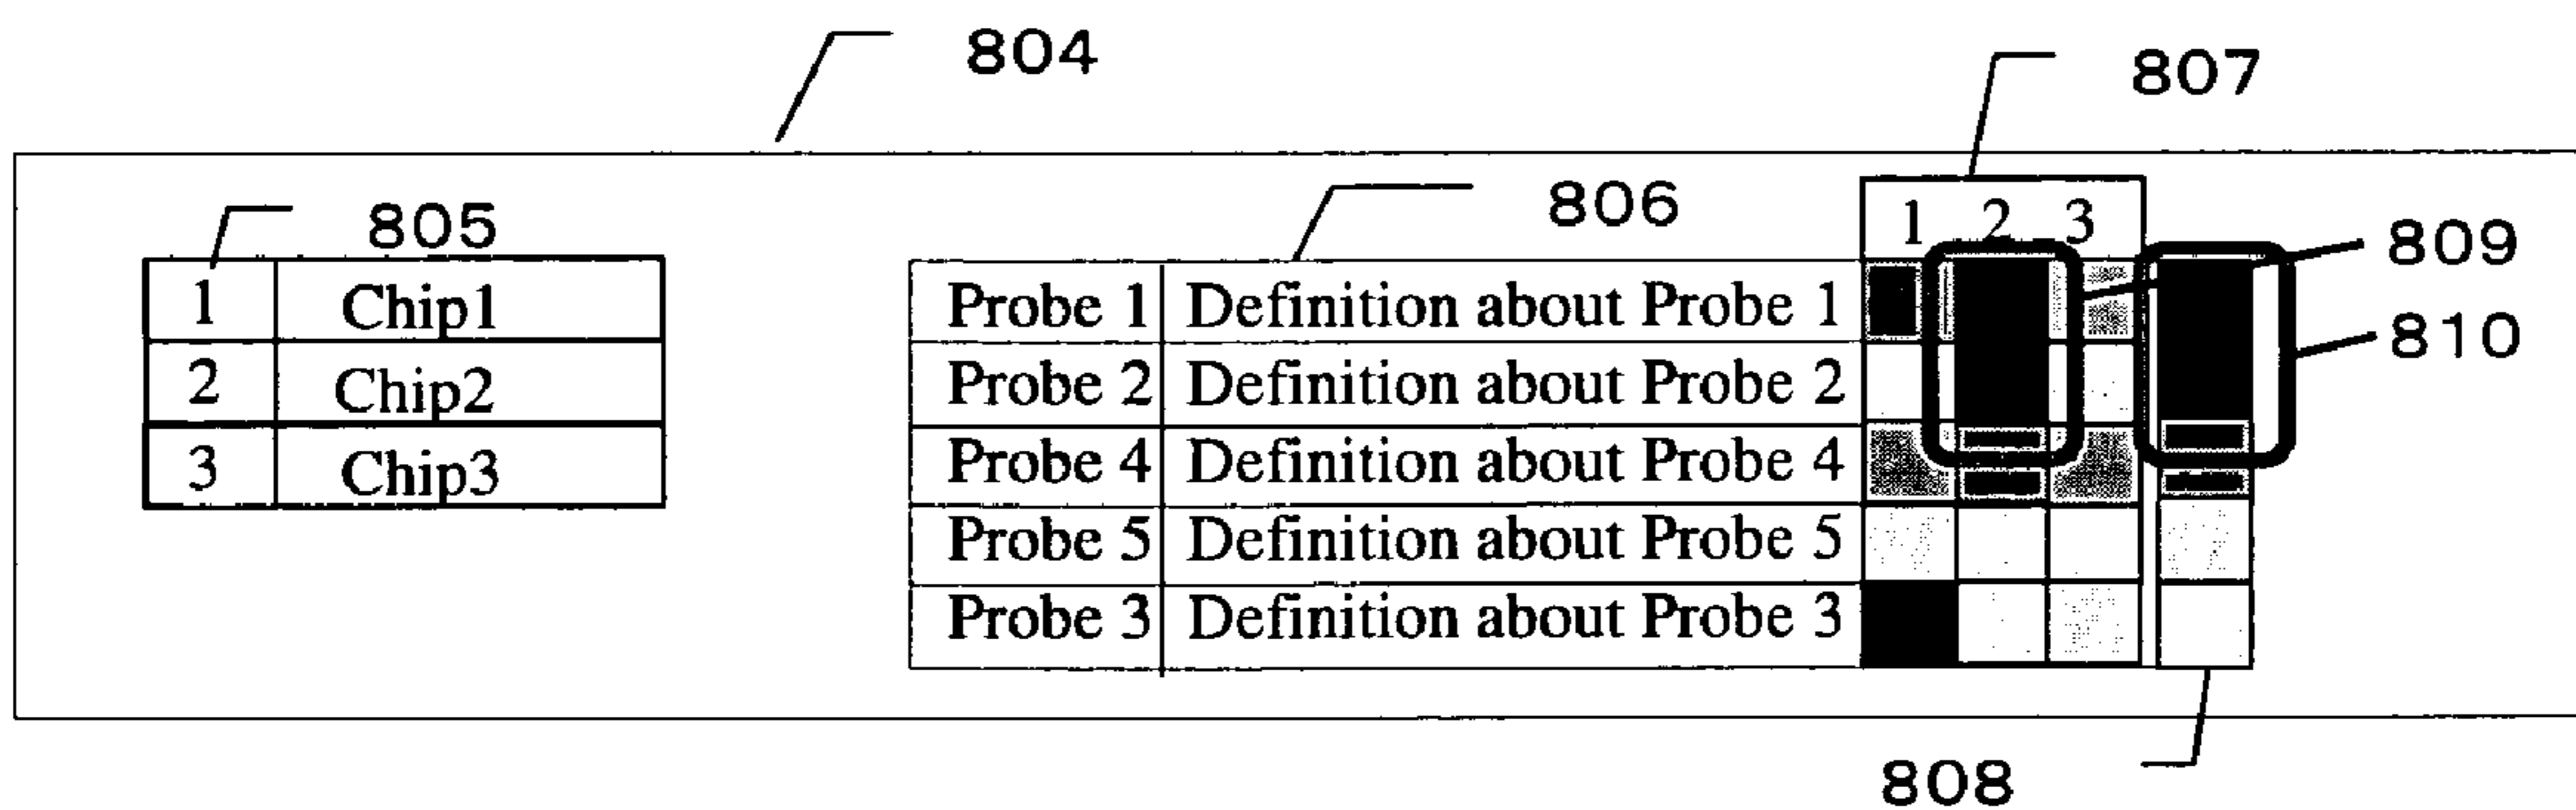 804
807
805
806
1 2 3
809
810
1 Chip1
2 Chip2
3 Chip3
Probe 1 Definition about Probe 1
Probe 2 Definition about Probe 2
Probe 4 Definition about Probe 4
Probe 5 Definition about Probe 5
Probe 3 Definition about Probe 3
808